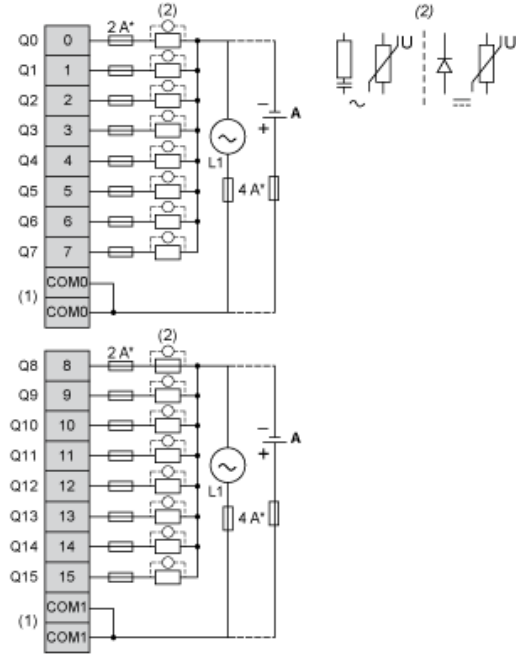 (2)
(2)
Q0 0 2 A*
U U
Q1 1
Q2 2
Q3 3
~
− A
+
Q4 4
~
L1
Q5 5
4 A*
Q6 6
Q7 7
COM0
(1)
COM0
(2)
Q8 8 2 A*
Q9 9
Q10 10
− A
+
Q11 11
~
Q12 12
L1
Q13 13
4 A*
Q14 14
Q15 15
COM1
(1)
COM1